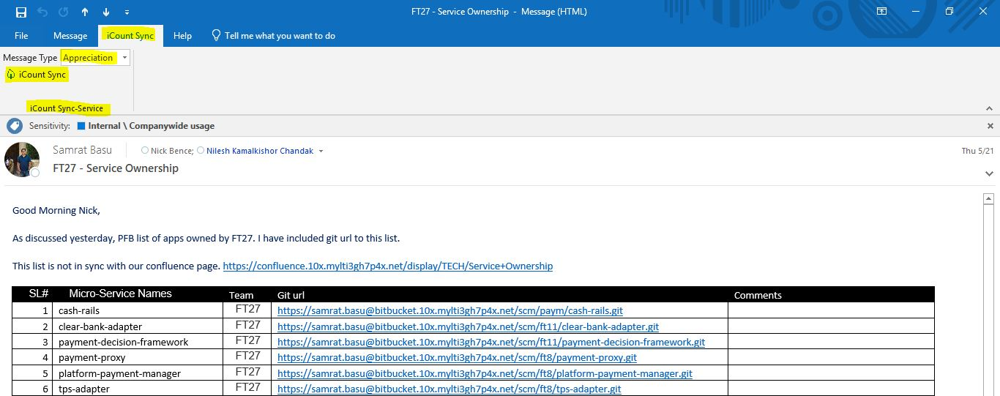 FT27 - Service Ownership - Message (HTML)
File Message iCount Sync Help Tell me what you want to do
Message Type Appreciation
iCount Sync
iCount Sync-Service
Sensitivity: Internal \ Companywide usage
Samrat Basu Nick Bence; Nilesh Kamalkishor Chandak Thu 5/21
FT27 - Service Ownership
Good Morning Nick,
As discussed yesterday, PFB list of apps owned by FT27. I have included git url to this list.
This list is not in sync with our confluence page. https://confluence.10x.mylti3gh7p4x.net/display/TECH/Service+Ownership
SL# Micro-Service Names Team Git url Comments
1 cash-rails FT27 https://samrat.basu@bitbucket.10x.mylti3gh7p4x.net/scm/paym/cash-rails.git
2 clear-bank-adapter FT27 https://samrat.basu@bitbucket.10x.mylti3gh7p4x.net/scm/ft11/clear-bank-adapter.git
3 payment-decision-framework FT27 https://samrat.basu@bitbucket.10x.mylti3gh7p4x.net/scm/ft11/payment-decision-framework.git
4 payment-proxy FT27 https://samrat.basu@bitbucket.10x.mylti3gh7p4x.net/scm/ft8/payment-proxy.git
5 platform-payment-manager FT27 https://samrat.basu@bitbucket.10x.mylti3gh7p4x.net/scm/ft8/platform-payment-manager.git
6 tps-adapter FT27 https://samrat.basu@bitbucket.10x.mylti3gh7p4x.net/scm/ft8/tps-adapter.git